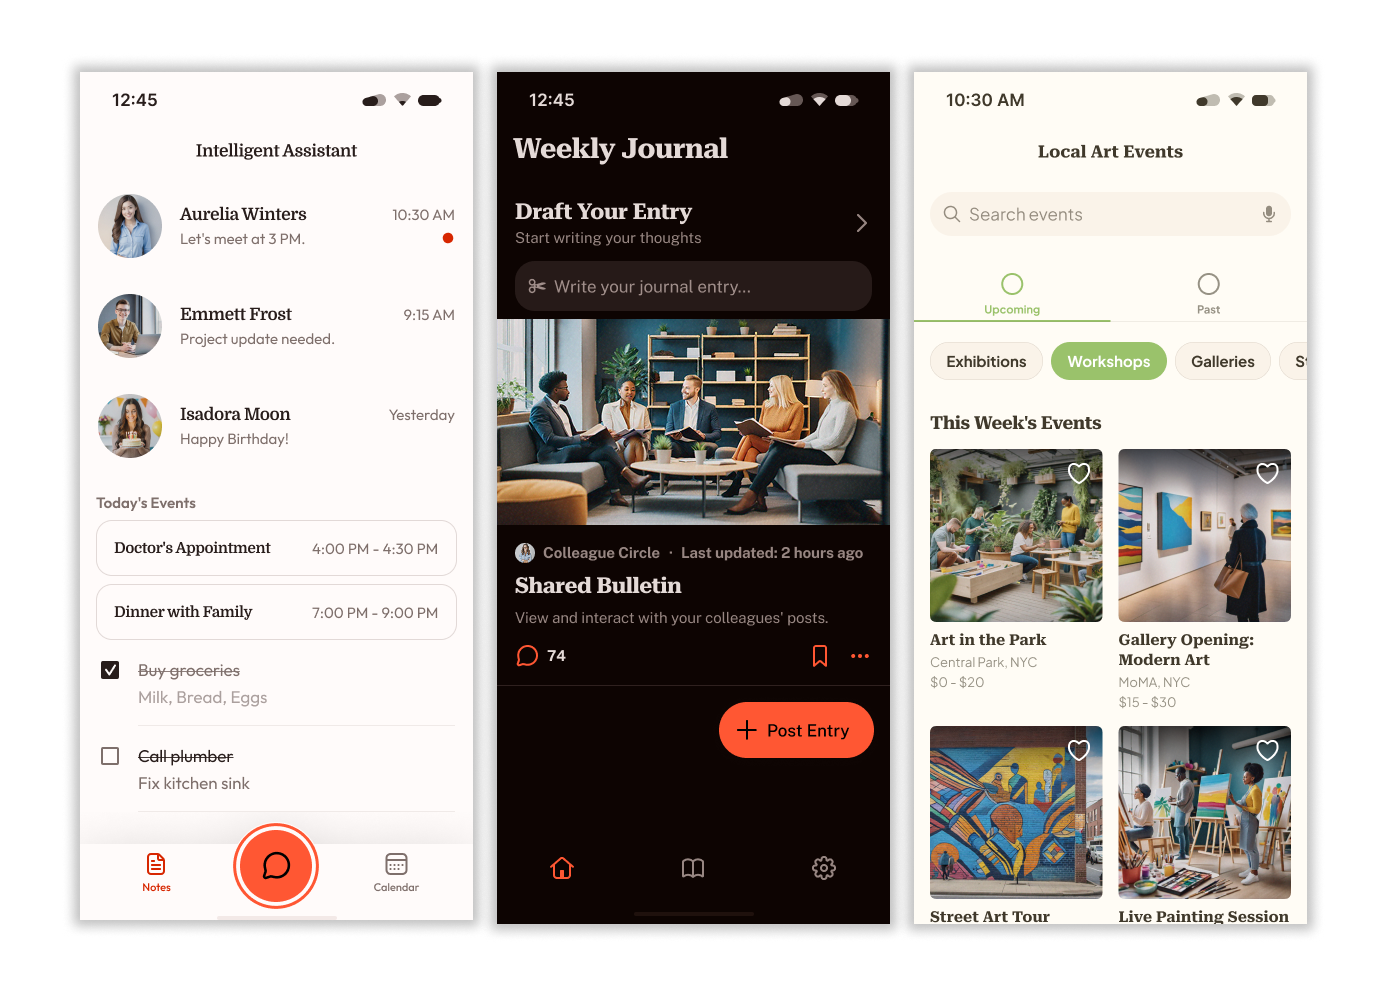 12:45
Intelligent Assistant
Aurelia Winters
10:30 AM
Let's meet at 3 PM.
Emmett Frost
9:15 AM
Project update needed.
Isadora Moon
Yesterday
Happy Birthday!
Today's Events
Doctor's Appointment
4:00 PM - 4:30 PM
Dinner with Family
7:00 PM - 9:00 PM
Buy groceries
Milk, Bread, Eggs
Call plumber
Fix kitchen sink
Notes
Calendar
12:45
Weekly Journal
Draft Your Entry
Start writing your thoughts
Write your journal entry...
Colleague Circle · Last updated: 2 hours ago
Shared Bulletin
View and interact with your colleagues' posts.
74
Post Entry
10:30 AM
Local Art Events
Search events
Upcoming
Past
Exhibitions
Workshops
Galleries
This Week's Events
Art in the Park
Central Park, NYC
$0 - $20
Gallery Opening:
Modern Art
MoMA, NYC
$15 - $30
Street Art Tour
Live Painting Session